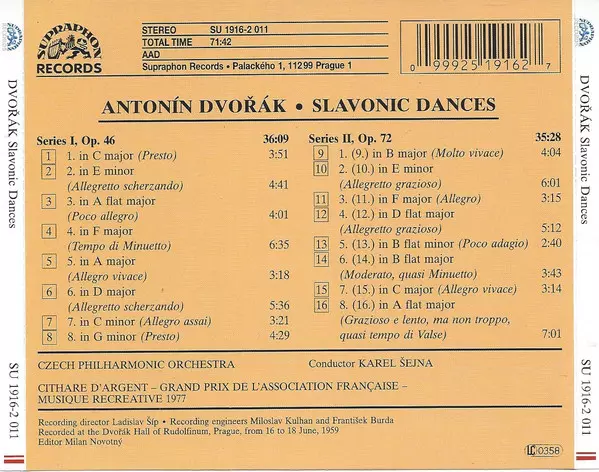 SUPRAPHON
RECORDS
STEREO SU 1916-2 011
TOTAL TIME 71:42
AAD
Supraphon Records • Palackého 1, 11299 Prague 1
0 99925 19162 7
ANTONÍN DVOŘÁK • SLAVONIC DANCES
Series I, Op. 46 36:09
1 1. in C major (Presto) 3:51
2 2. in E minor
(Allegretto scherzando) 4:41
3 3. in A flat major
(Poco allegro) 4:01
4 4. in F major
(Tempo di Minuetto) 6:35
5 5. in A major
(Allegro vivace) 3:18
6 6. in D major
(Allegretto scherzando) 5:36
7 7. in C minor (Allegro assai) 3:21
8 8. in G minor (Presto) 4:29
Series II, Op. 72 35:28
9 1. (9.) in B major (Molto vivace) 4:04
10 2. (10.) in E minor
(Allegretto grazioso) 6:01
11 3. (11.) in F major (Allegro) 3:15
12 4. (12.) in D flat major
(Allegretto grazioso) 5:12
13 5. (13.) in B flat minor (Poco adagio) 2:40
14 6. (14.) in B flat major
(Moderato, quasi Minuetto) 3:43
15 7. (15.) in C major (Allegro vivace) 3:14
16 8. (16.) in A flat major
(Grazioso e lento, ma non troppo,
quasi tempo di Valse) 7:01
CZECH PHILHARMONIC ORCHESTRA Conductor KAREL ŠEJNA
CITHARE D'ARGENT – GRAND PRIX DE L'ASSOCIATION FRANÇAISE –
MUSIQUE RECREATIVE 1977
Recording director Ladislav Šíp • Recording engineers Miloslav Kulhan and František Burda
Recorded at the Dvořák Hall of Rudolfinum, Prague, from 16 to 18 June, 1959
Editor Milan Novotný
LC 0358
DVOŘÁK Slavonic Dances
SU 1916-2 011
DVOŘÁK Slavonic Dances
SU 1916-2 011